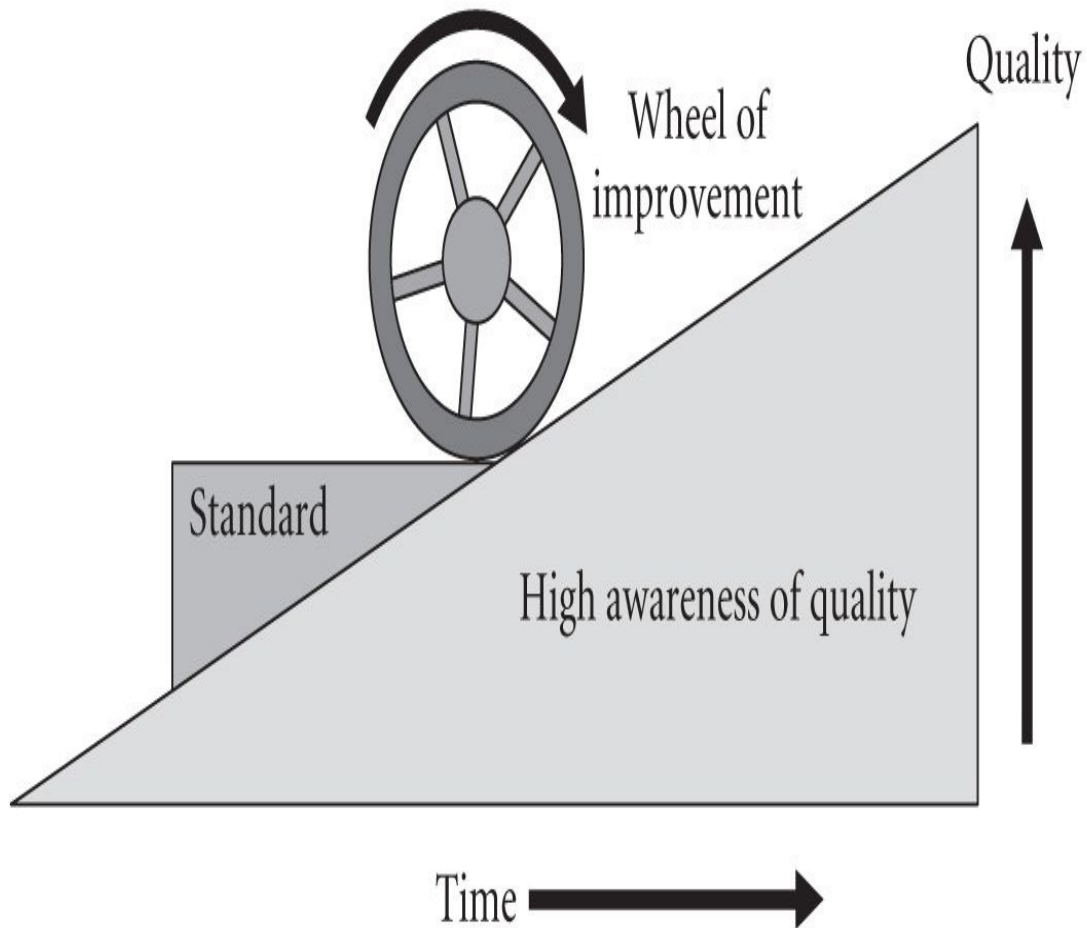 Quality
Wheel of
improvement
Standard
High awareness of quality
Time